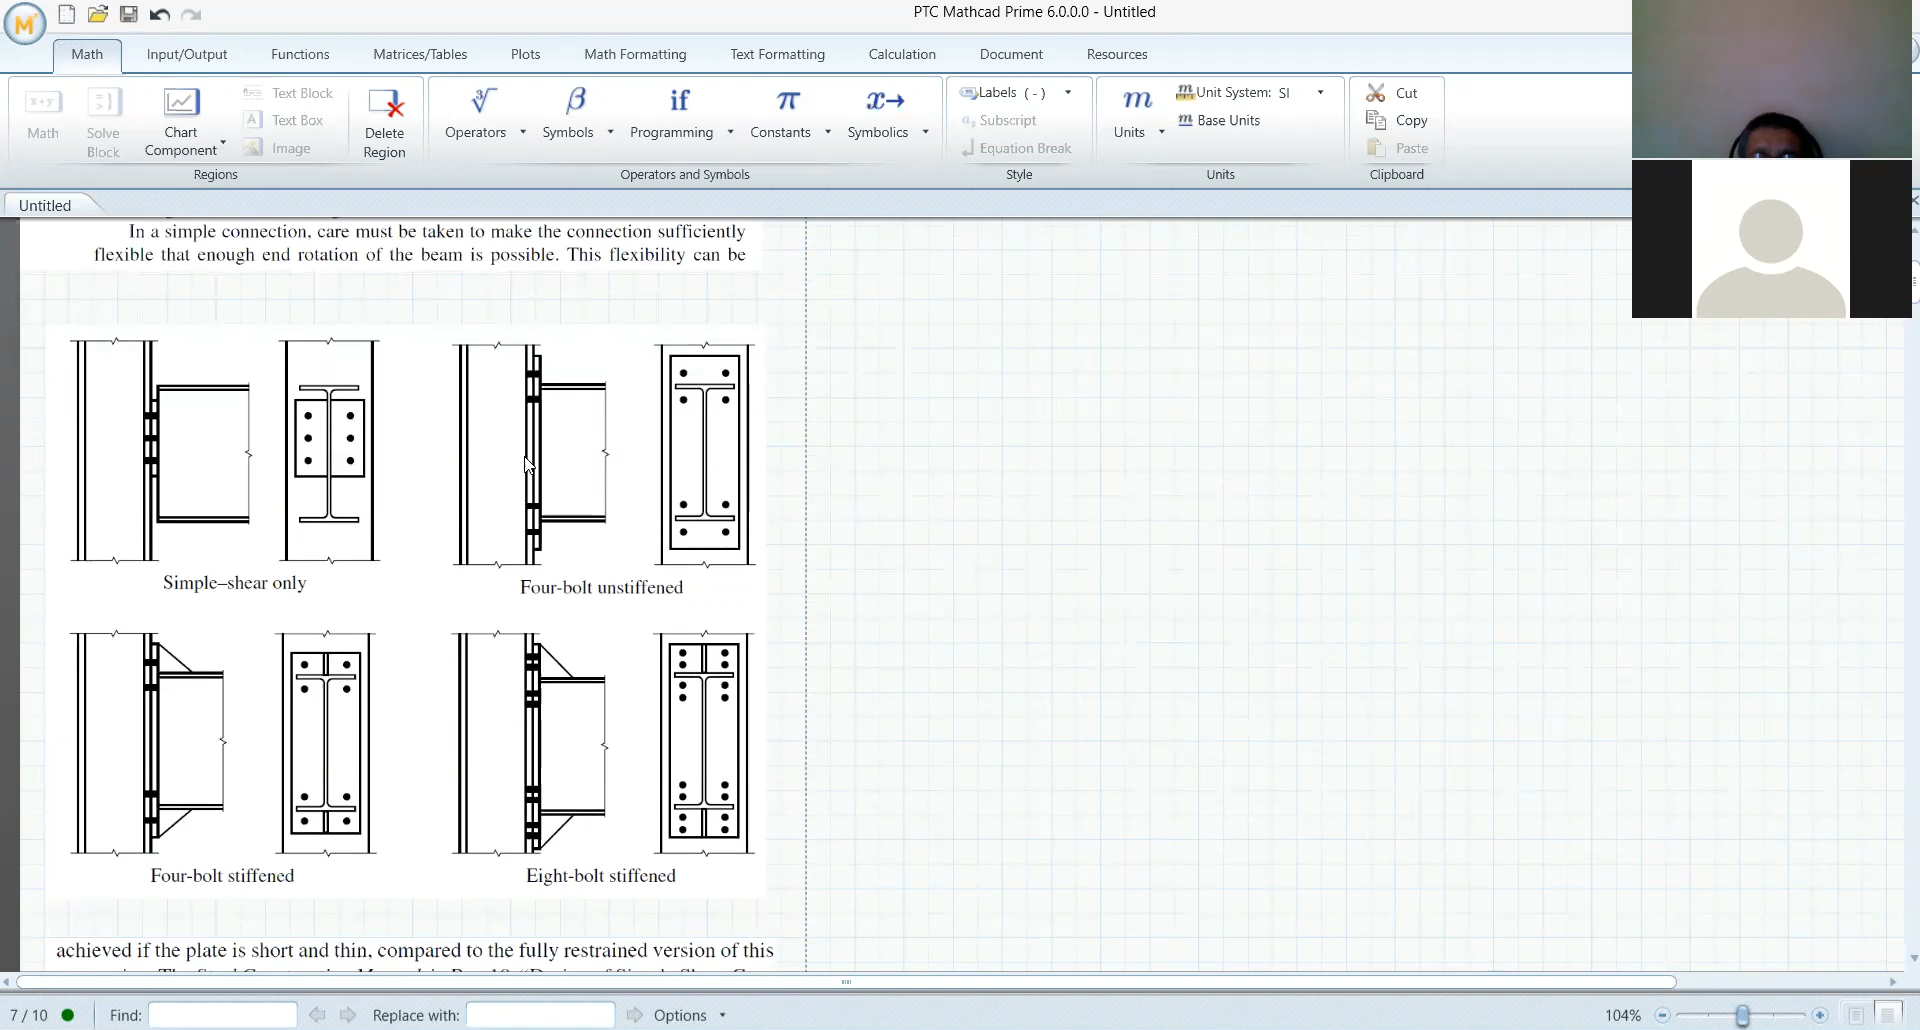 PTC Mathcad Prime 6.0.0.0 - Untitled
Math Input/Output Functions Matrices/Tables Plots Math Formatting Text Formatting Calculation Document Resources
Math
Solve Block
Chart Component
Text Block
Text Box
Image
Delete Region
Regions
Operators
Symbols
if
Programming
π
Constants
Symbolics
Operators and Symbols
Labels ( - )
Subscript
Equation Break
Style
m
Units
Unit System: SI
Base Units
Units
Cut
Copy
Paste
Clipboard
Untitled
In a simple connection, care must be taken to make the connection sufficiently
flexible that enough end rotation of the beam is possible. This flexibility can be
Simple–shear only
Four-bolt unstiffened
Four-bolt stiffened
Eight-bolt stiffened
achieved if the plate is short and thin, compared to the fully restrained version of this
7 / 10 Find: Replace with: Options 104%